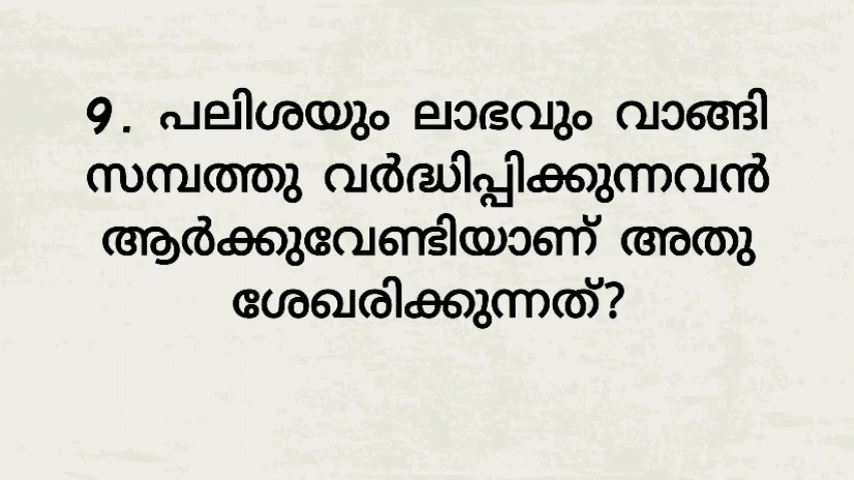 9. പലിശയും ലാഭവും വാങ്ങി
സമ്പത്തു വർദ്ധിപ്പിക്കുന്നവൻ
ആർക്കുവേണ്ടിയാണ് അതു
ശേഖരിക്കുന്നത്?